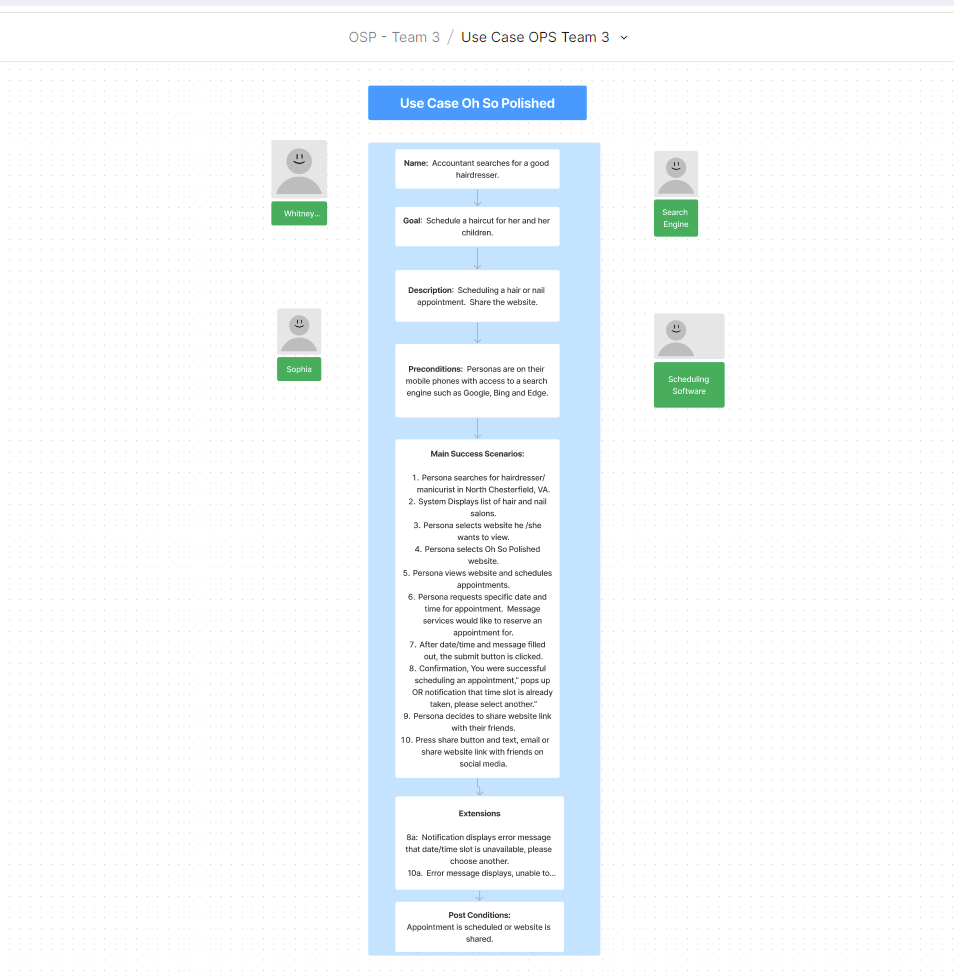 OSP - Team 3 / Use Case OPS Team 3
Use Case Oh So Polished
Whitney...
Sophia
Name: Accountant searches for a good
hairdresser.
Goal: Schedule a haircut for her and her
children.
Description: Scheduling a hair or nail
appointment. Share the website.
Preconditions: Personas are on their
mobile phones with access to a search
engine such as Google, Bing and Edge.
Main Success Scenarios:
1. Persona searches for hairdresser/
manicurist in North Chesterfield, VA.
2. System Displays list of hair and nail
salons.
3. Persona selects website he /she
wants to view.
4. Persona selects Oh So Polished
website.
5. Persona views website and schedules
appointments.
6. Persona requests specific date and
time for appointment. Message
services would like to reserve an
appointment for.
7. After date/time and message filled
out, the submit button is clicked.
8. Confirmation, You were successful
scheduling an appointment,” pops up
OR notification that time slot is already
taken, please select another.”
9. Persona decides to share website link
with their friends.
10. Press share button and text, email or
share website link with friends on
social media.
Extensions
8a: Notification displays error message
that date/time slot is unavailable, please
choose another.
10a. Error message displays, unable to...
Post Conditions:
Appointment is scheduled or website is
shared.
Search
Engine
Scheduling
Software